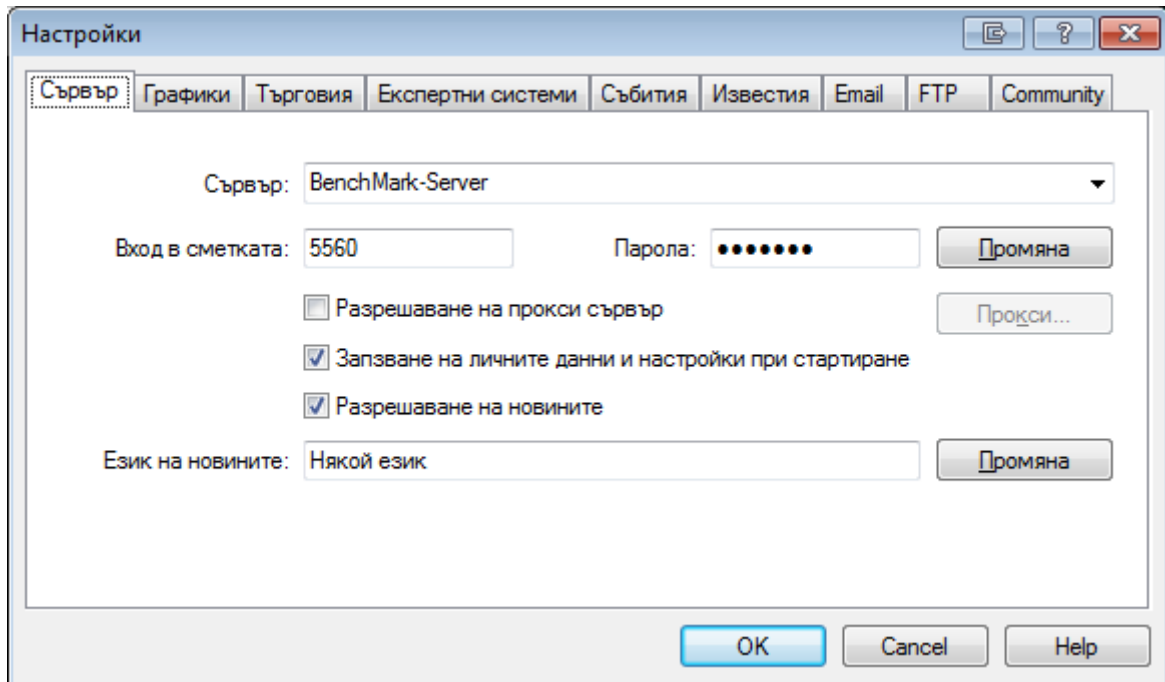 Настройки
Сървър Графики Търговия Експертни системи Събития Известия Email FTP Community
Сървър: BenchMark-Server
Вход в сметката: 5560 Парола: ●●●●●●● Промяна
Разрешаване на прокси сървър Прокси...
Запзване на личните данни и настройки при стартиране
Разрешаване на новините
Език на новините: Някой език Промяна
OK Cancel Help